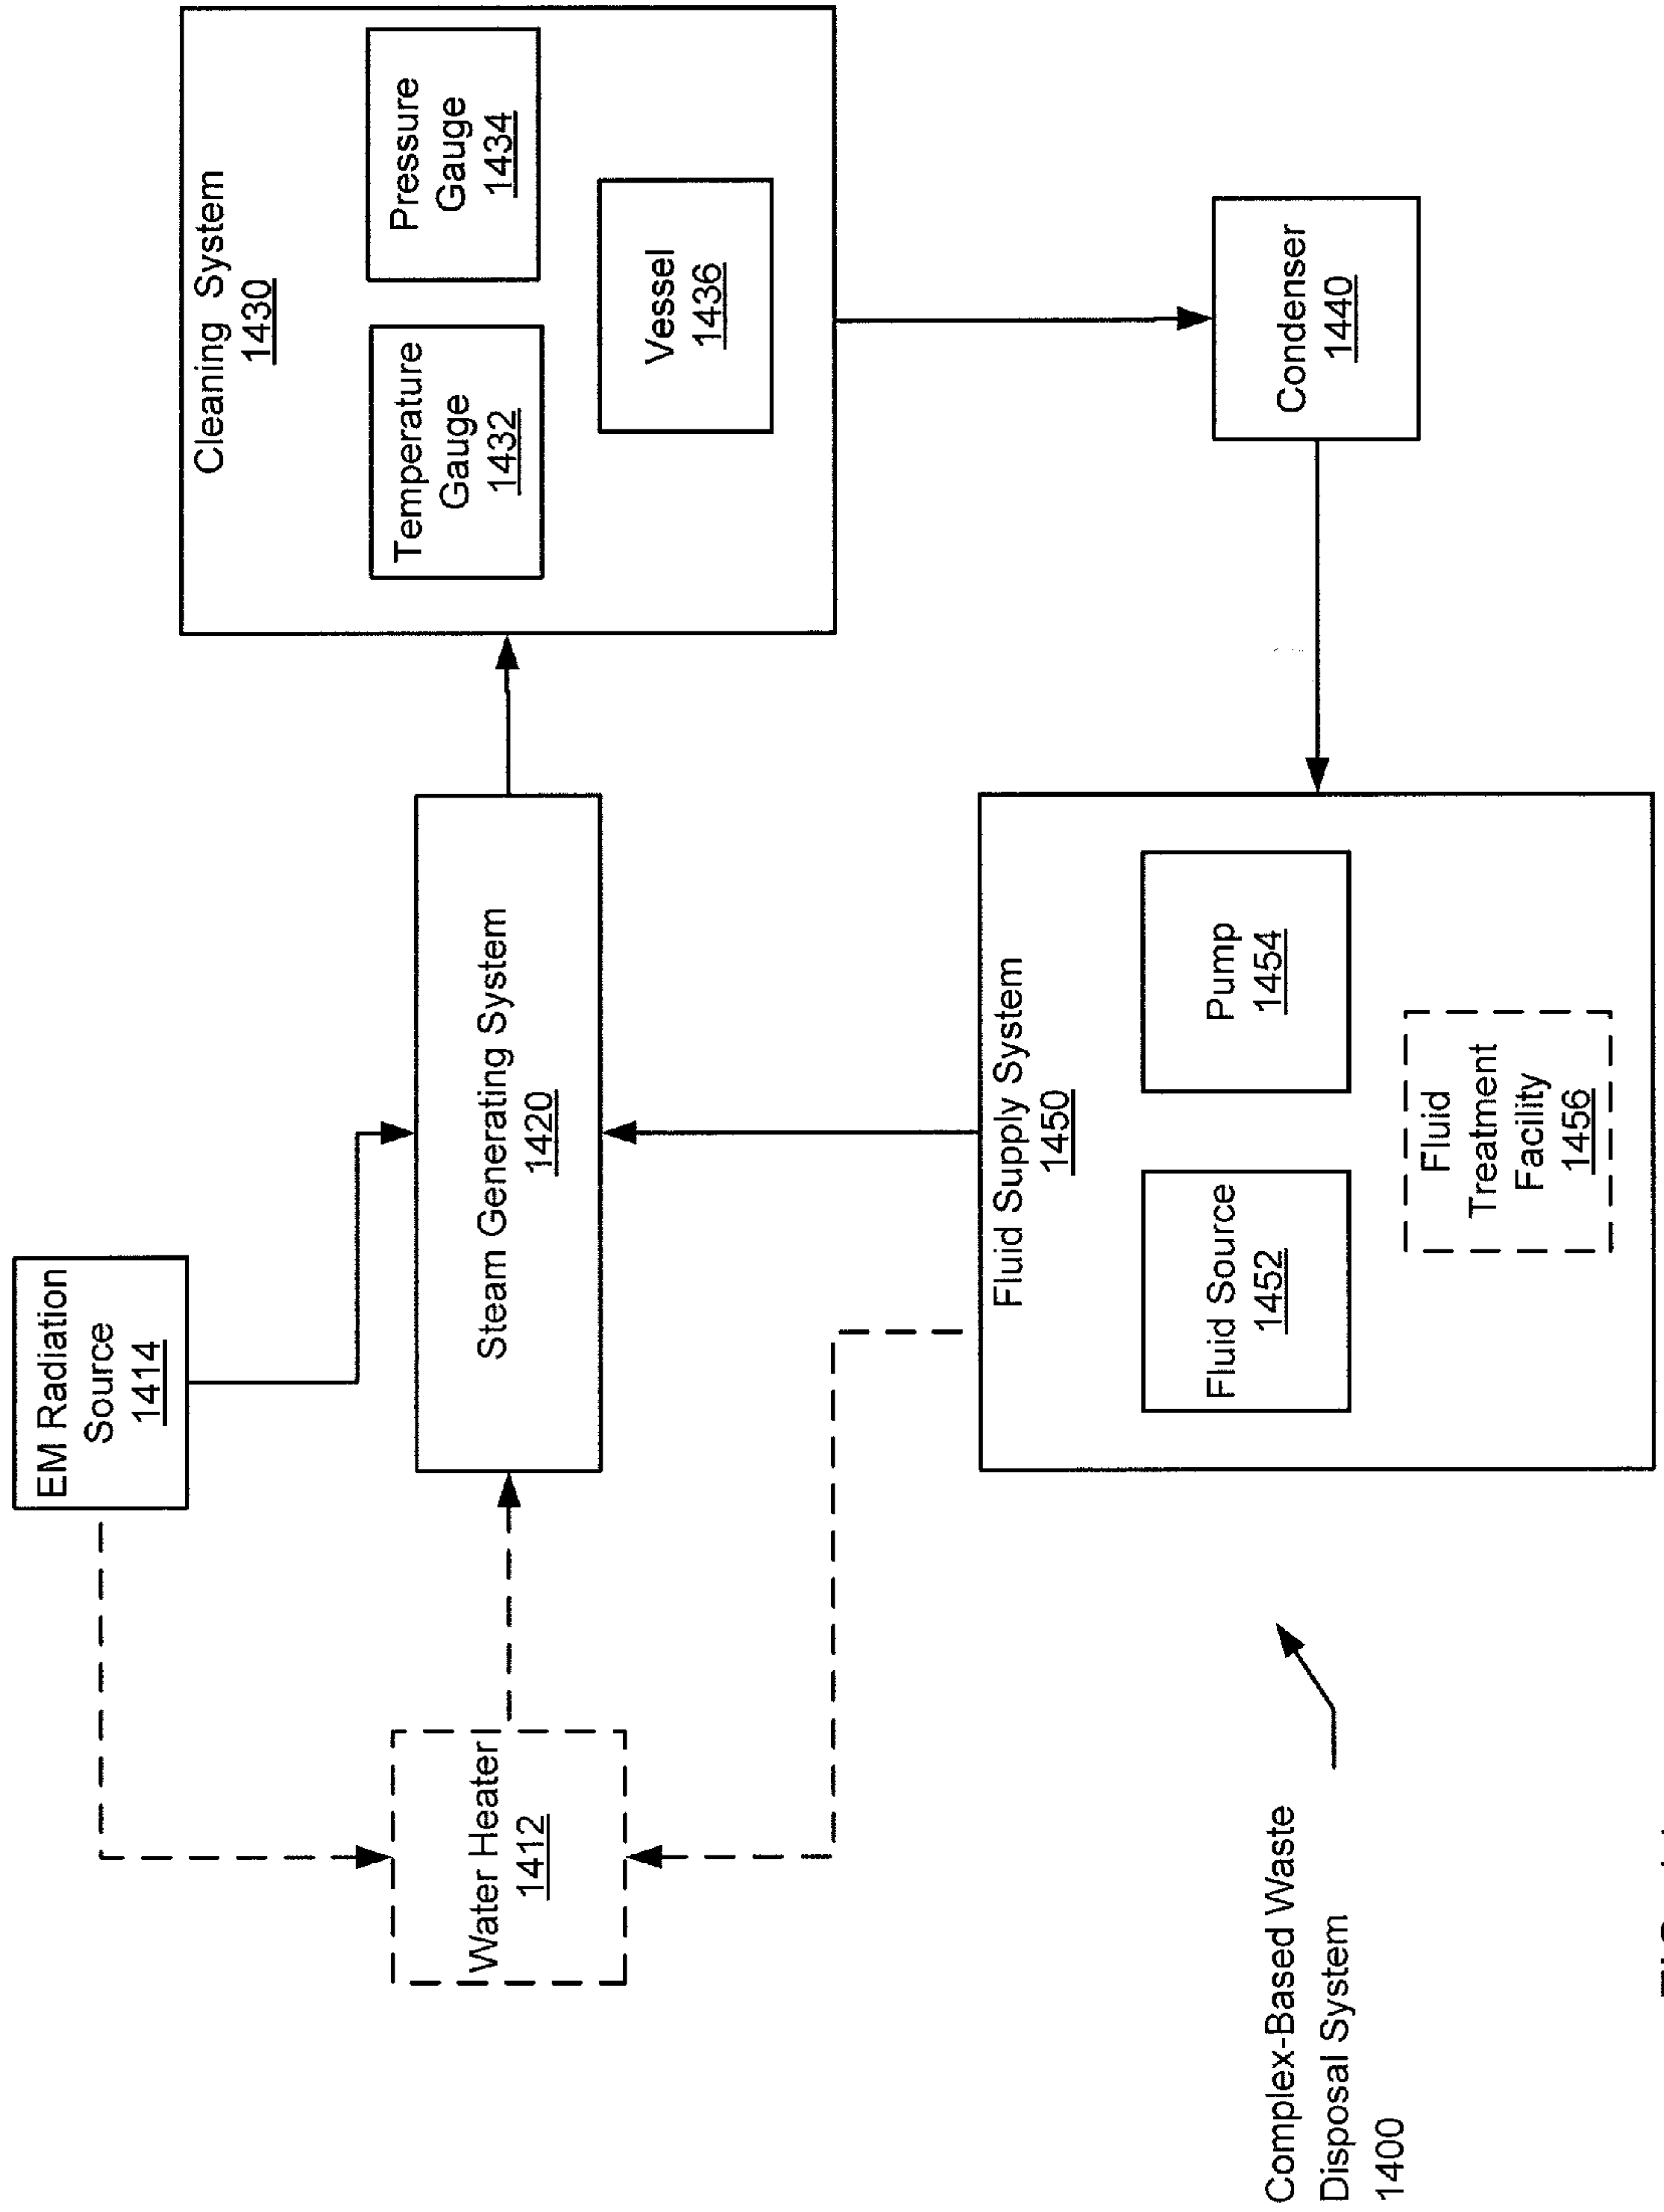 EM Radiation
Source
1414
Cleaning System
1430
Temperature
Gauge
1432
Pressure
Gauge
1434
Vessel
1436
Water Heater
1412
Steam Generating System
1420
Fluid Supply System
1450
Fluid Source
1452
Pump
1454
Fluid
Treatment
Facility
1456
Condenser
1440
Complex-Based Waste
Disposal System
1400